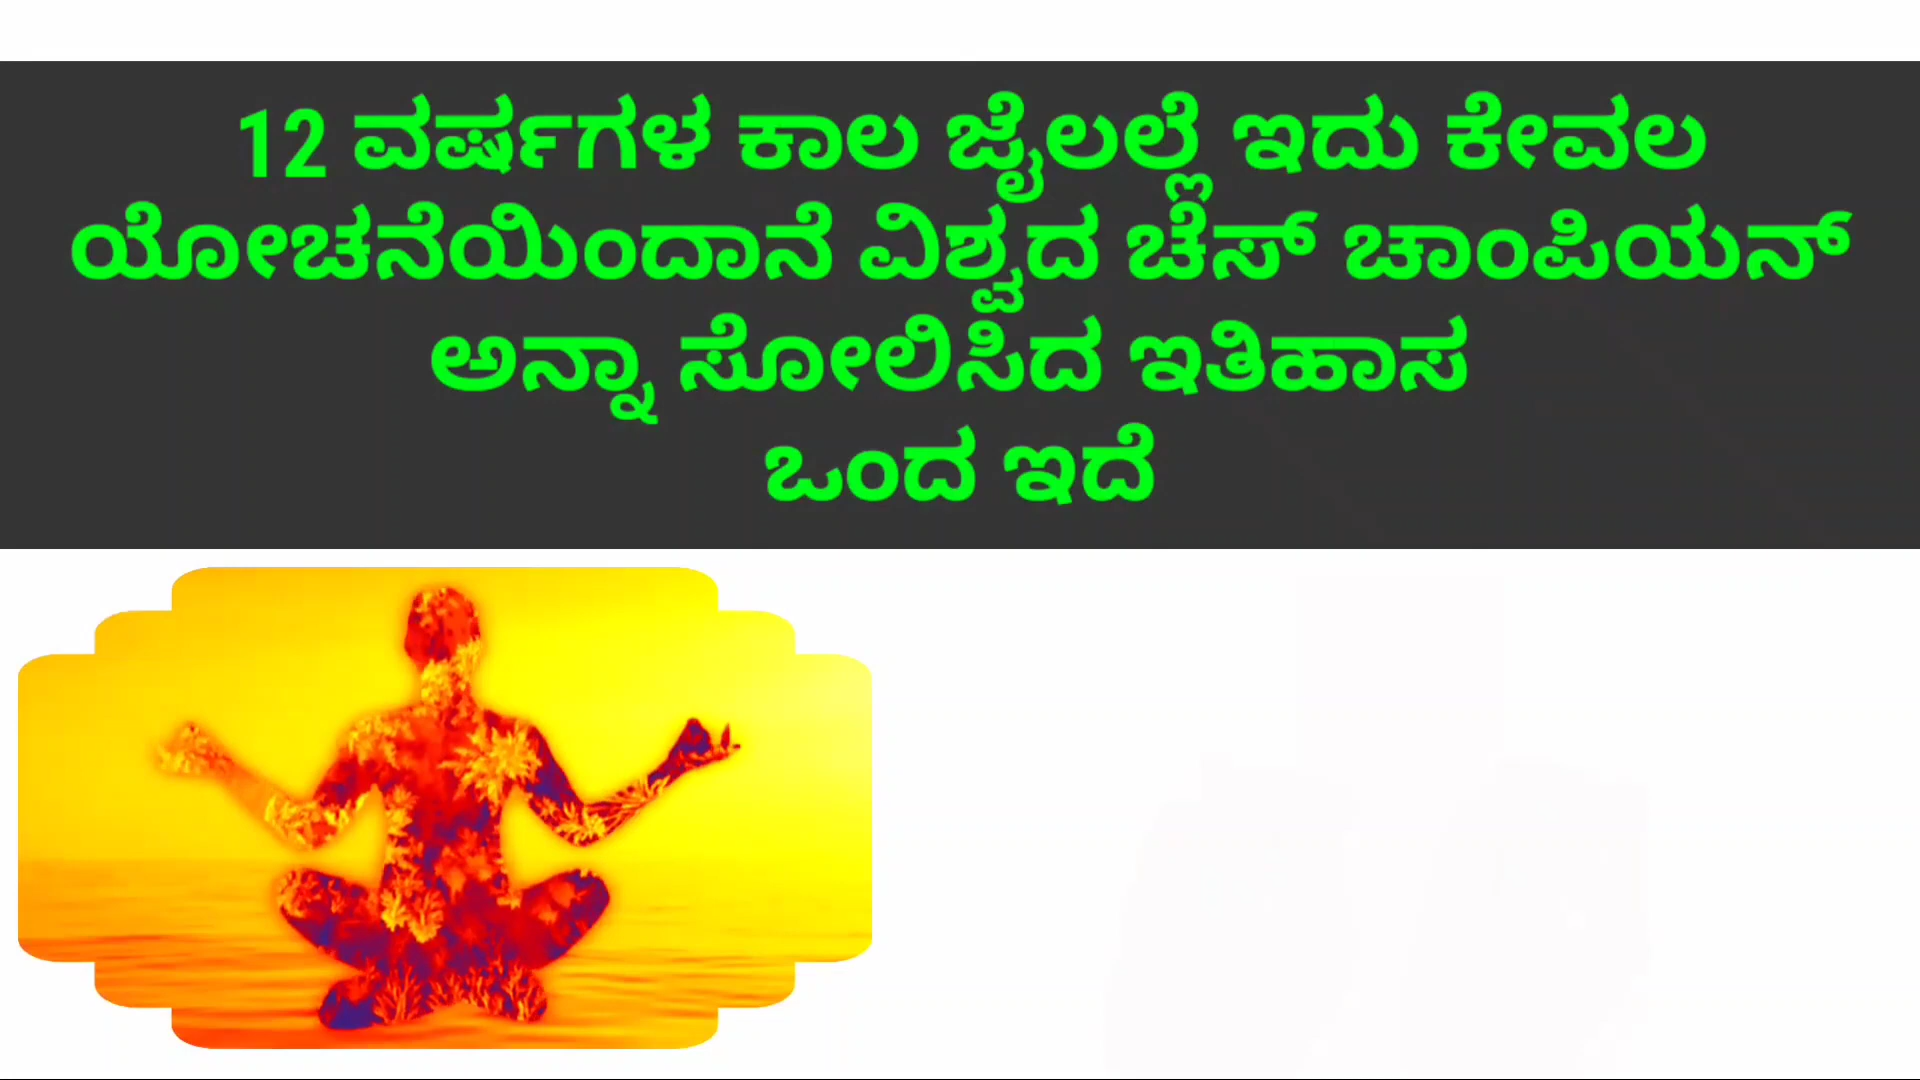 12 ವರ್ಷಗಳ ಕಾಲ ಜೈಲಲ್ಲೆ ಇದು ಕೇವಲ
ಯೋಚನೆಯಿಂದಾನೆ ವಿಶ್ವದ ಚೆಸ್ ಚಾಂಪಿಯನ್
ಅನ್ನಾ ಸೋಲಿಸಿದ ಇತಿಹಾಸ
ಒಂದ ಇದೆ